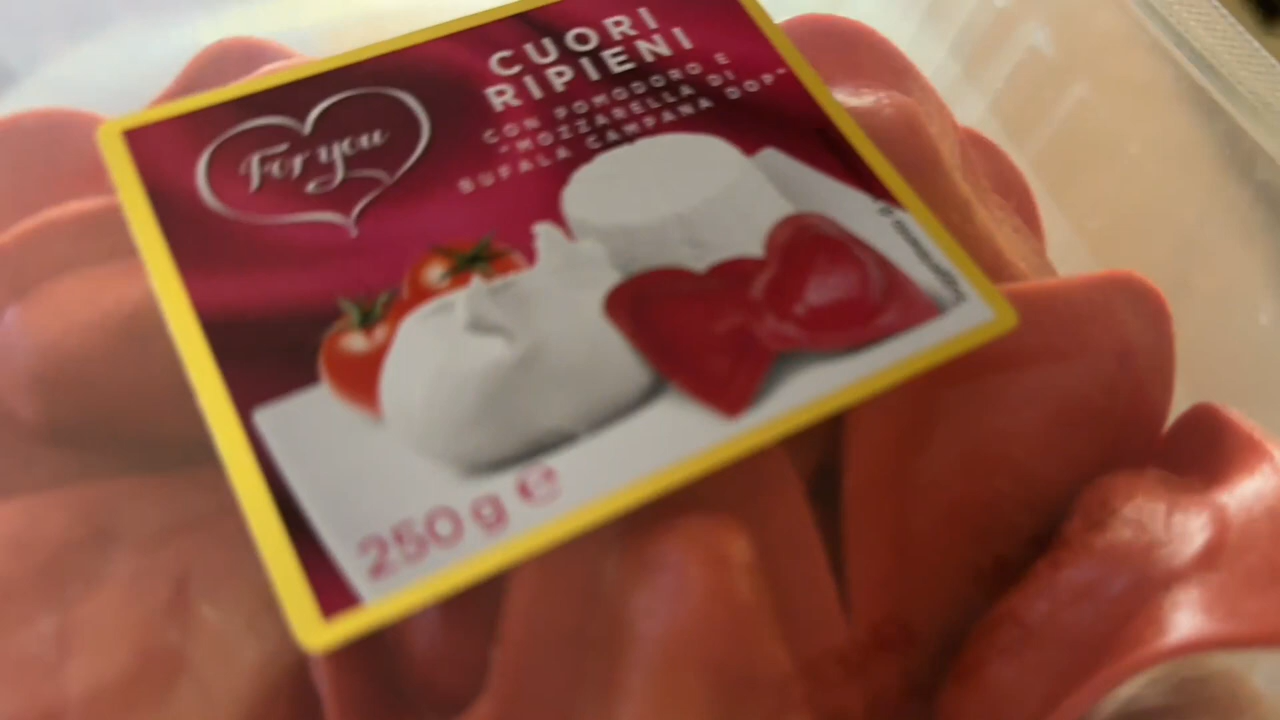 For you
CUORI
RIPIENI
CON POMODORO E
"MOZZARELLA DI
BUFALA CAMPANA DOP"
250 g e